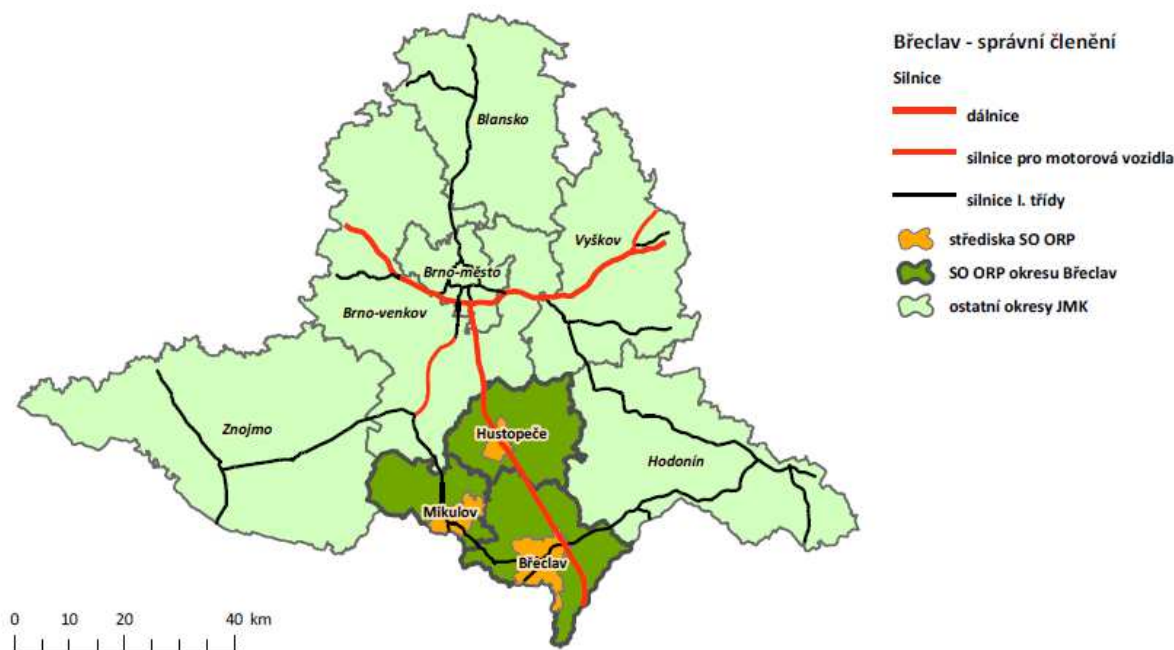 Břeclav - správní členění
Silnice
dálnice
silnice pro motorová vozidla
silnice I. třídy
střediska SO ORP
SO ORP okresu Břeclav
ostatní okresy JMK
Blansko
Vyškov
Brno-město
Brno-venkov
Znojmo
Hustopeče
Hodonín
Mikulov
Břeclav
0 10 20 40 km